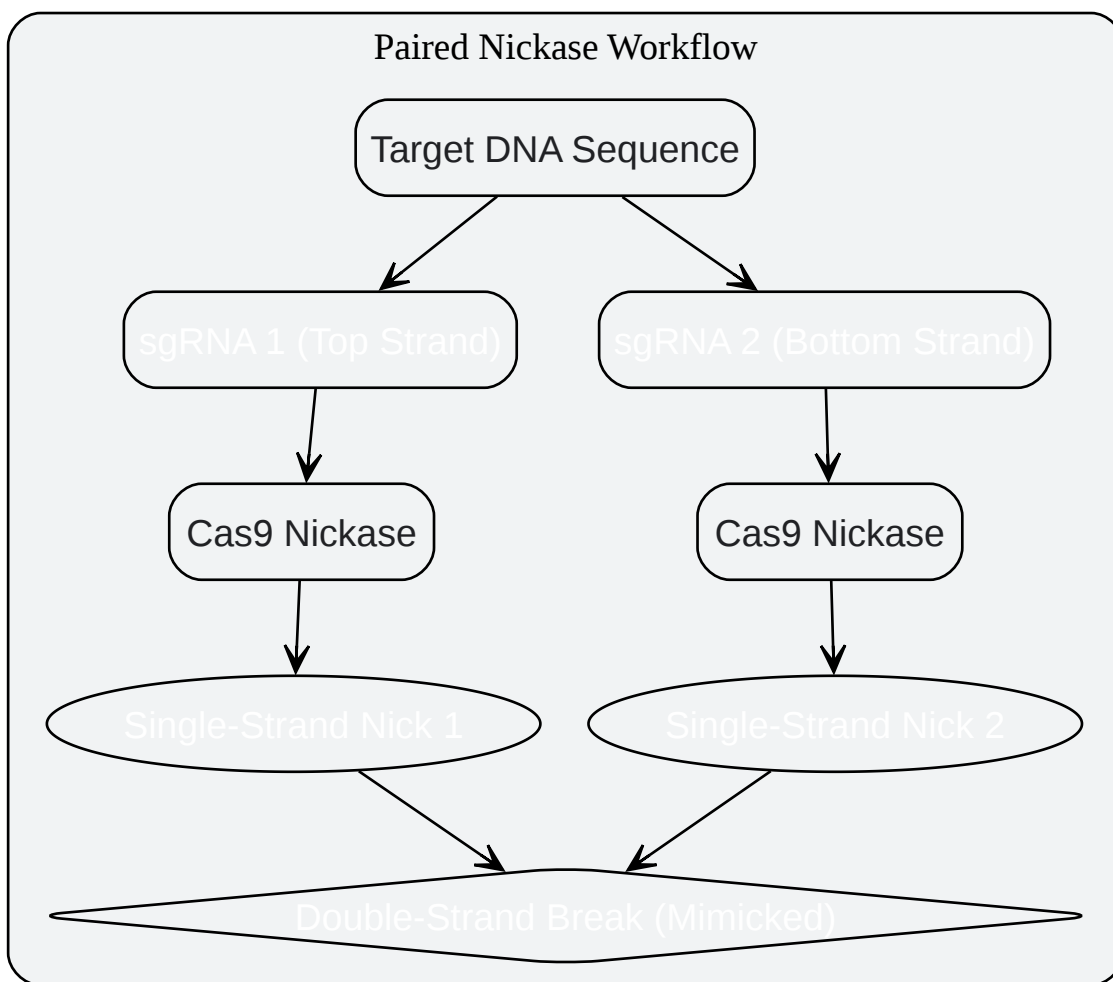 Paired Nickase Workflow
Target DNA Sequence
sgRNA 1 (Top Strand)
sgRNA 2 (Bottom Strand)
Cas9 Nickase
Cas9 Nickase
Single-Strand Nick 1
Single-Strand Nick 2
Double-Strand Break (Mimicked)